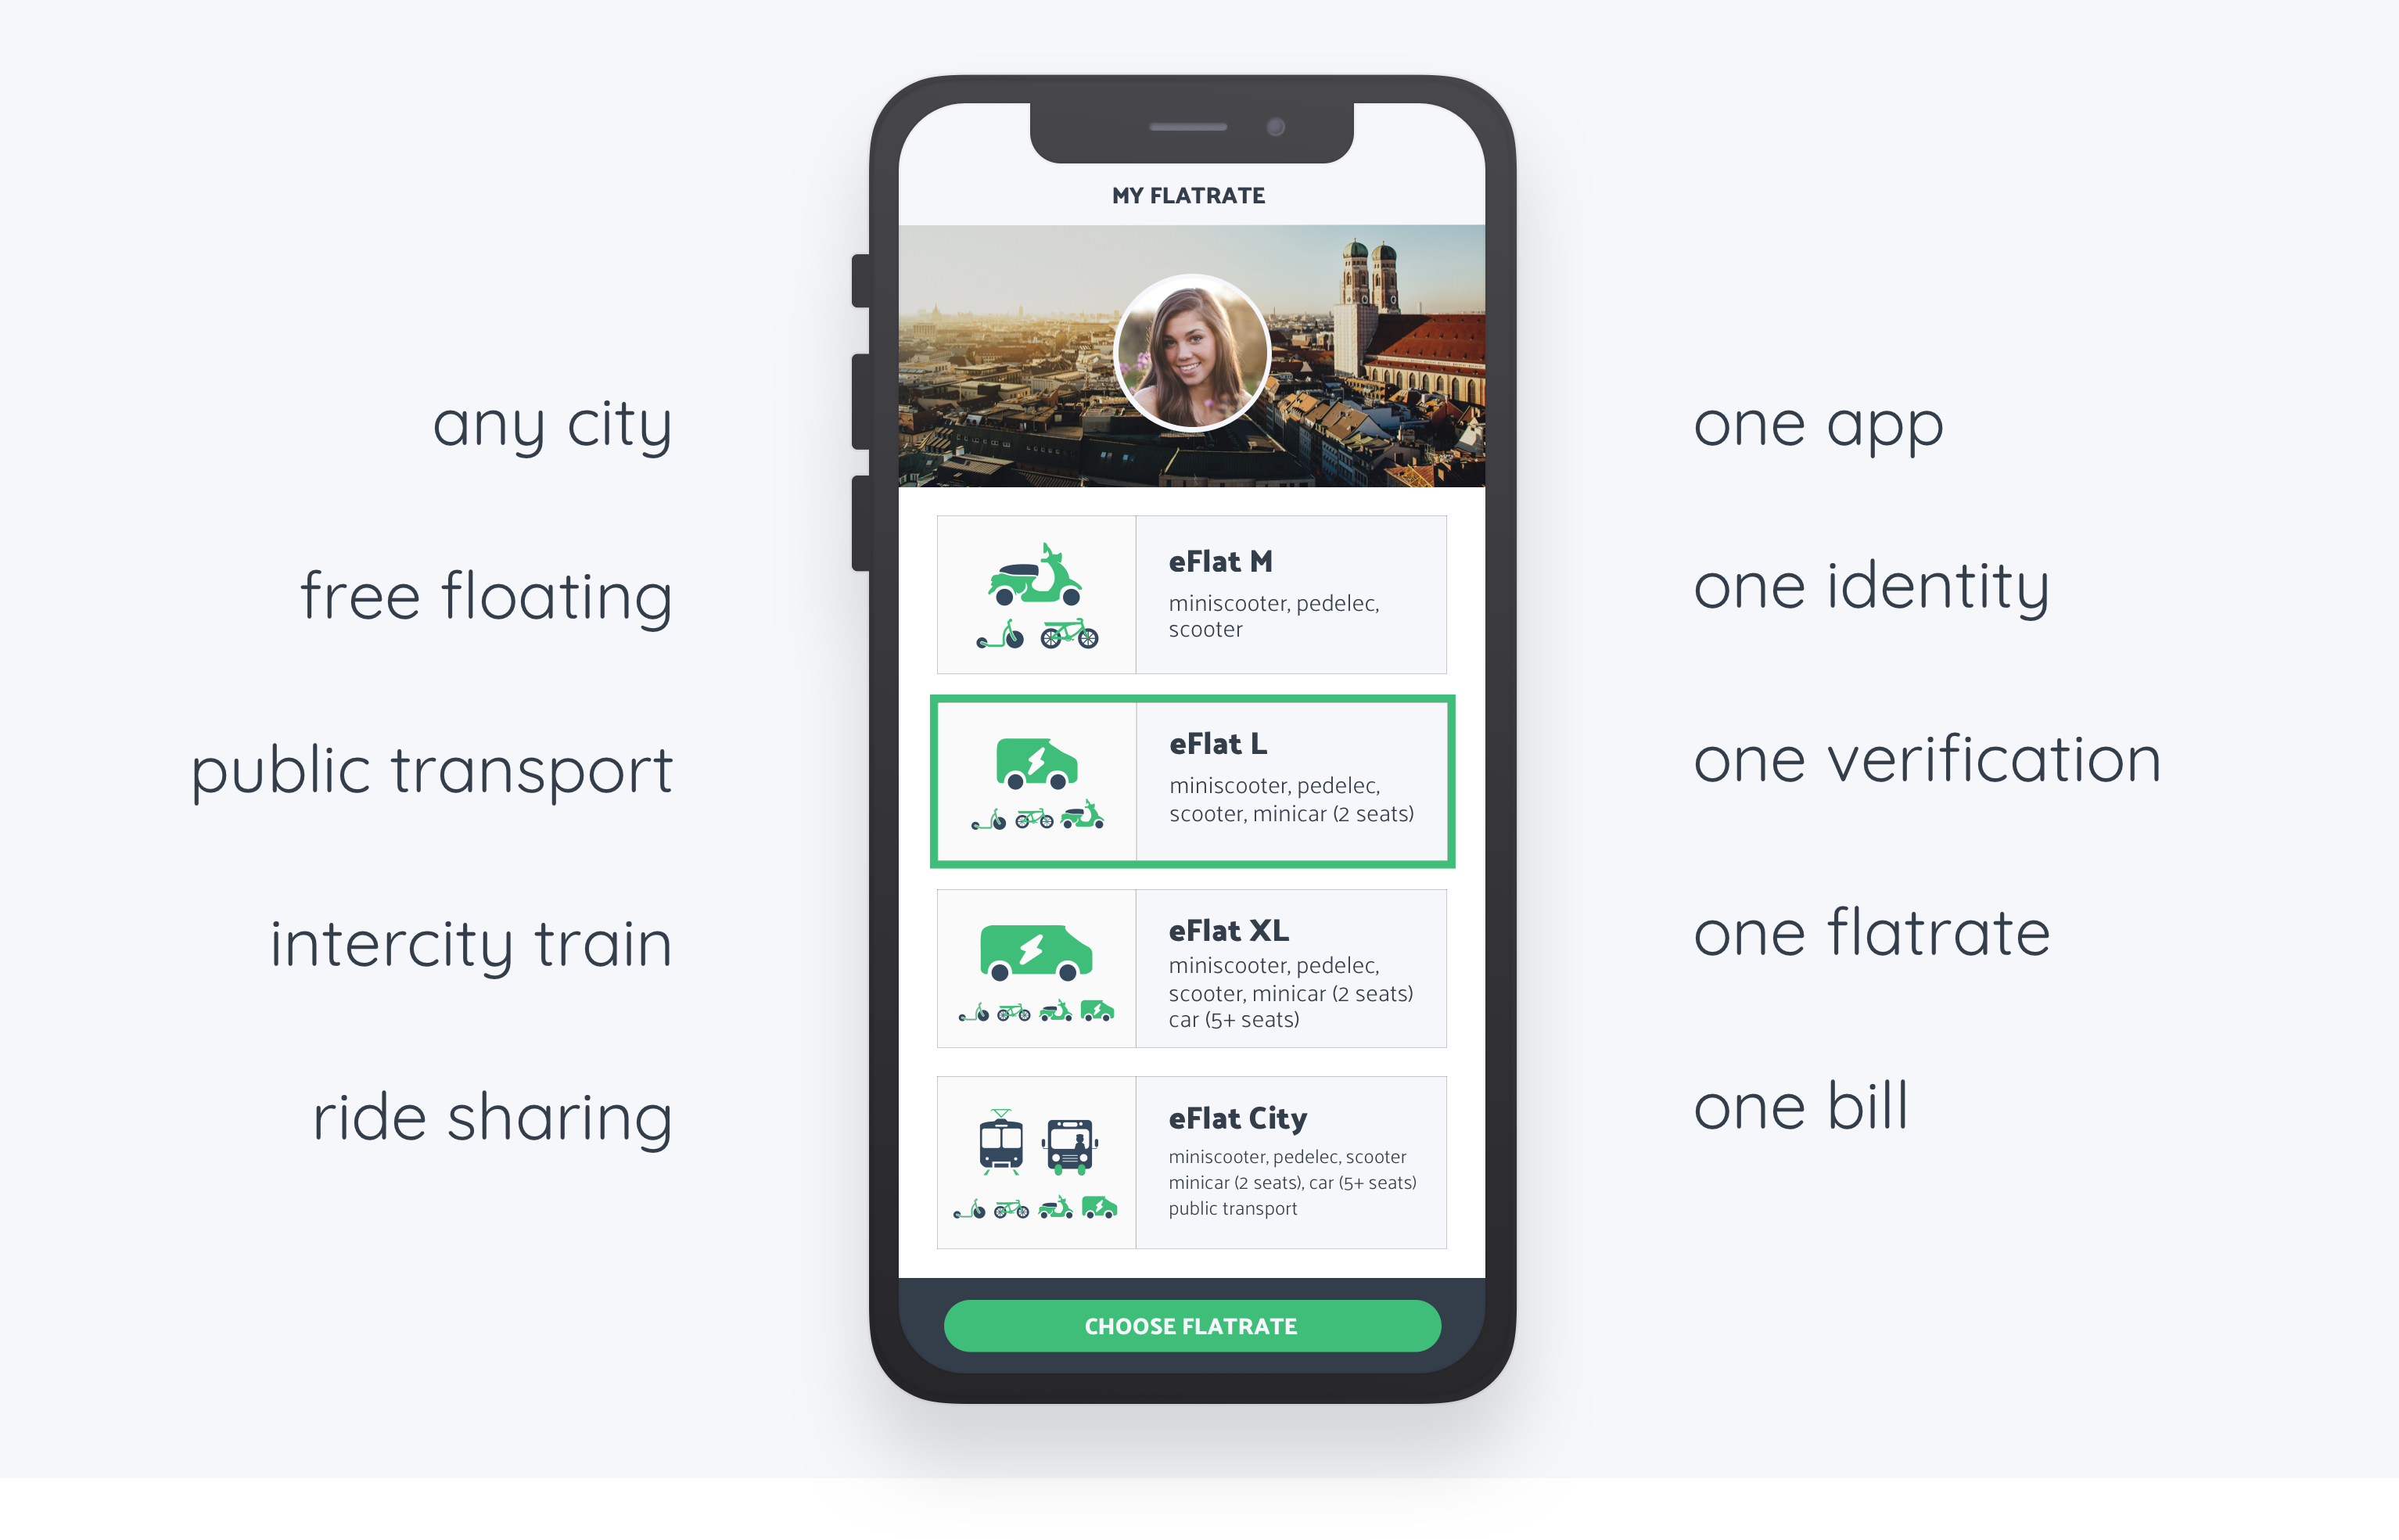 any city
free floating
public transport
intercity train
ride sharing
MY FLATRATE
eFlat M
miniscooter, pedelec,
scooter
eFlat L
miniscooter, pedelec,
scooter, minicar (2 seats)
eFlat XL
miniscooter, pedelec,
scooter, minicar (2 seats)
car (5+ seats)
eFlat City
miniscooter, pedelec, scooter
minicar (2 seats), car (5+ seats)
public transport
CHOOSE FLATRATE
one app
one identity
one verification
one flatrate
one bill